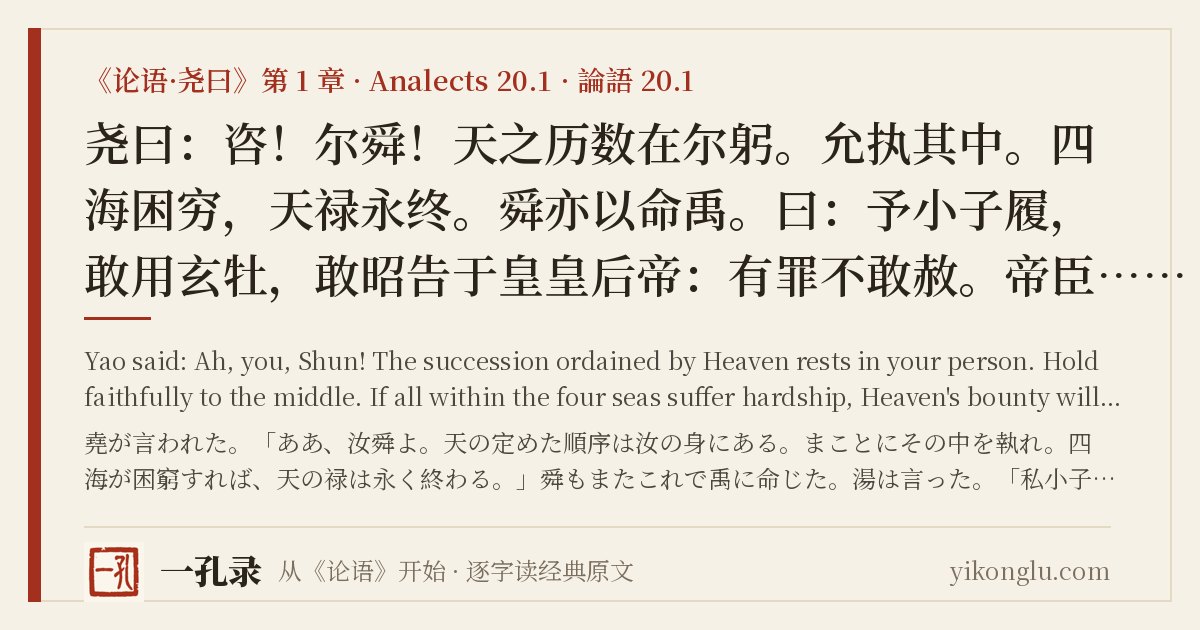 《论语·尧曰》第 1 章 · Analects 20.1 · 論語 20.1
尧曰：咨！尔舜！天之历数在尔躬。允执其中。四
海困穷，天禄永终。舜亦以命禹。曰：予小子履，
敢用玄牡，敢昭告于皇皇后帝：有罪不敢赦。帝臣……
Yao said: Ah, you, Shun! The succession ordained by Heaven rests in your person. Hold
faithfully to the middle. If all within the four seas suffer hardship, Heaven's bounty will...
堯が言われた。「ああ、汝舜よ。天の定めた順序は汝の身にある。まことにその中を執れ。四
海が困窮すれば、天の禄は永く終わる。」舜もまたこれで禹に命じた。湯は言った。「私小子…
一孔
一孔录
从《论语》开始 · 逐字读经典原文
yikonglu.com